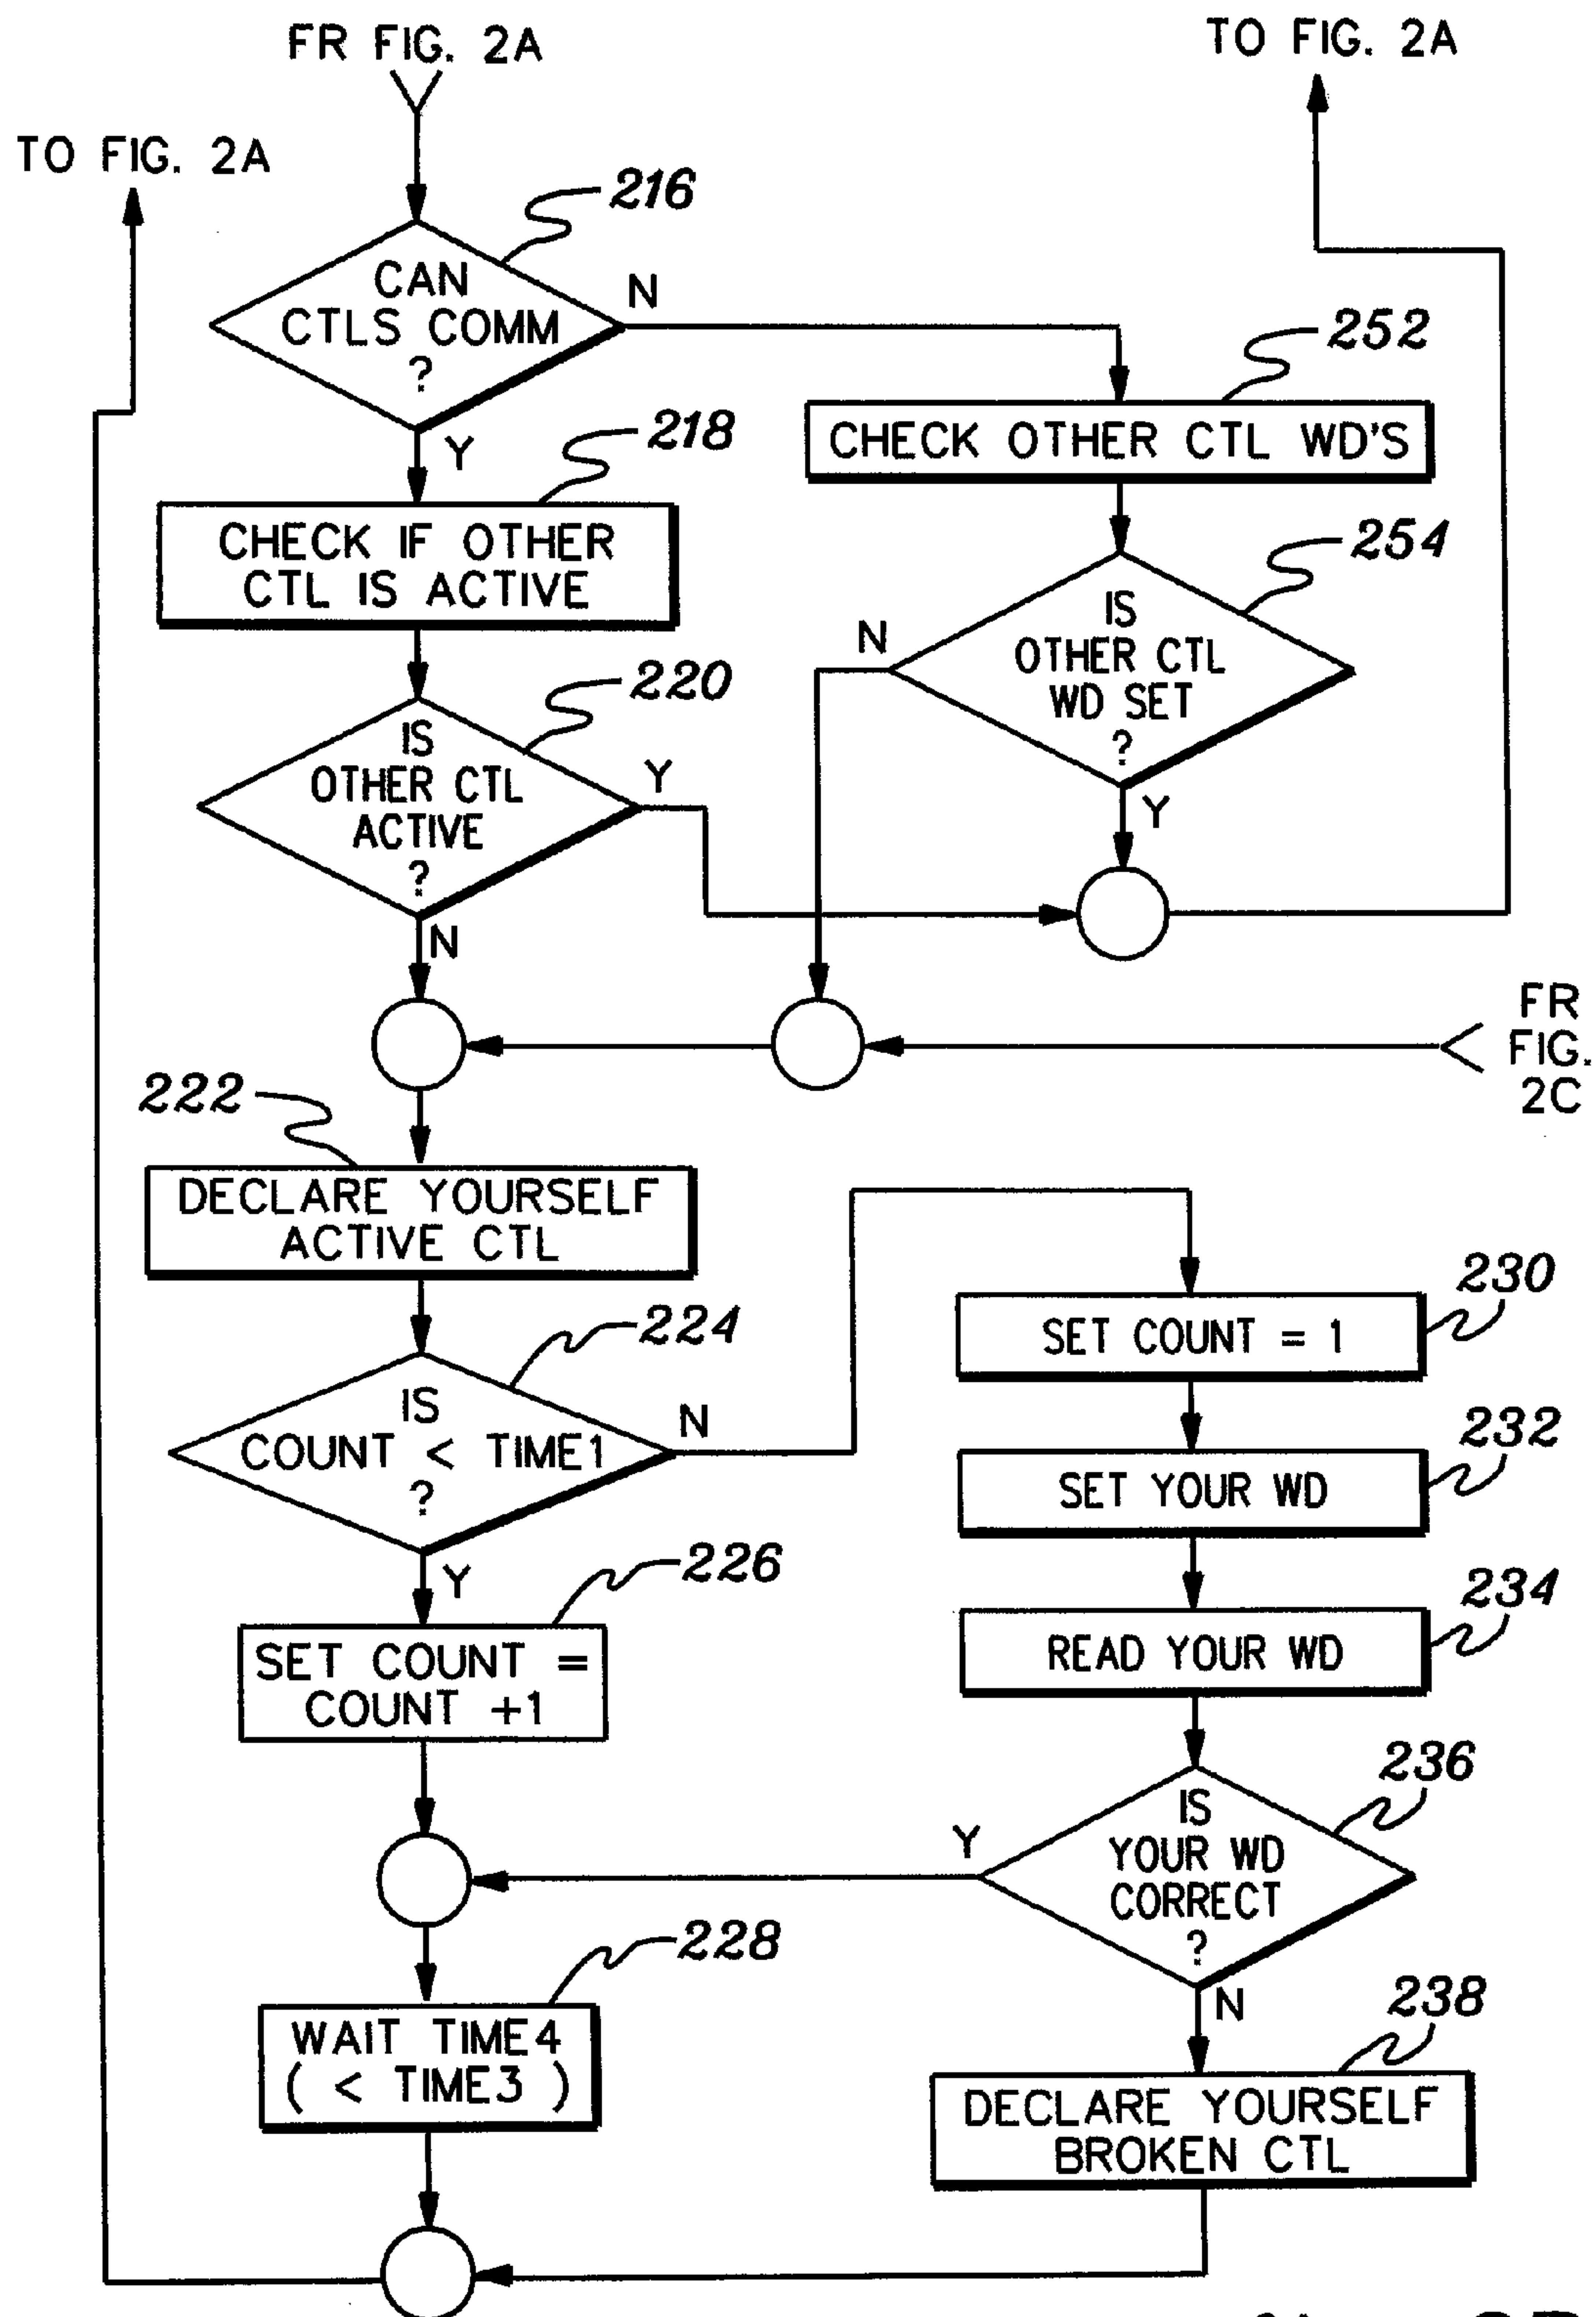 FR FIG. 2A
TO FIG. 2A
TO FIG. 2A
216
CAN
CTLS COMM
?
N
Y
252
CHECK OTHER CTL WD'S
218
CHECK IF OTHER
CTL IS ACTIVE
254
IS
OTHER CTL
WD SET
?
N
Y
220
IS
OTHER CTL
ACTIVE
?
Y
N
FR
FIG.
2C
222
DECLARE YOURSELF
ACTIVE CTL
224
IS
COUNT < TIME1
?
N
Y
230
SET COUNT = 1
232
SET YOUR WD
226
SET COUNT =
COUNT +1
234
READ YOUR WD
236
IS
YOUR WD
CORRECT
?
Y
N
228
WAIT TIME4
( < TIME3 )
238
DECLARE YOURSELF
BROKEN CTL